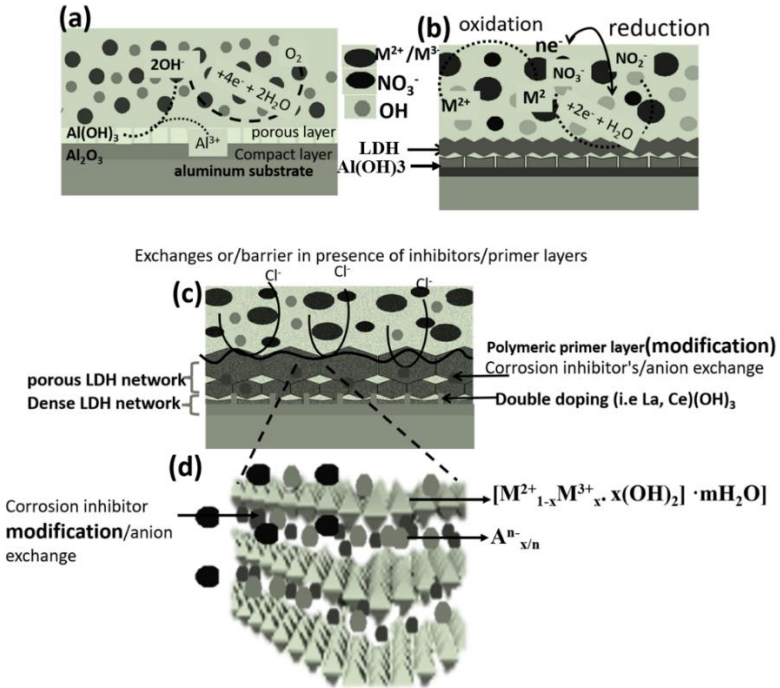 (a)
O₂
2OH⁻
+4e⁻ + 2H₂O
Al(OH)₃
porous layer
Al³⁺
Al₂O₃
Compact layer
aluminum substrate
M²⁺/M³⁻
NO₃⁻
OH
(b)
oxidation
reduction
ne⁻
NO₃⁻
NO₂⁻
M²⁺
M²
+2e⁻ + H₂O
LDH
Al(OH)3
Exchanges or/barrier in presence of inhibitors/primer layers
Cl⁻
Cl⁻
Cl⁻
(c)
Polymeric primer layer(modification)
Corrosion inhibitor's/anion exchange
porous LDH network
Dense LDH network
Double doping (i.e La, Ce)(OH)₃
(d)
Corrosion inhibitor
modification/anion
exchange
[M²⁺₁₋ₓM³⁺ₓ. x(OH)₂] ·mH₂O]
Aⁿ⁻ₓ/ₙ